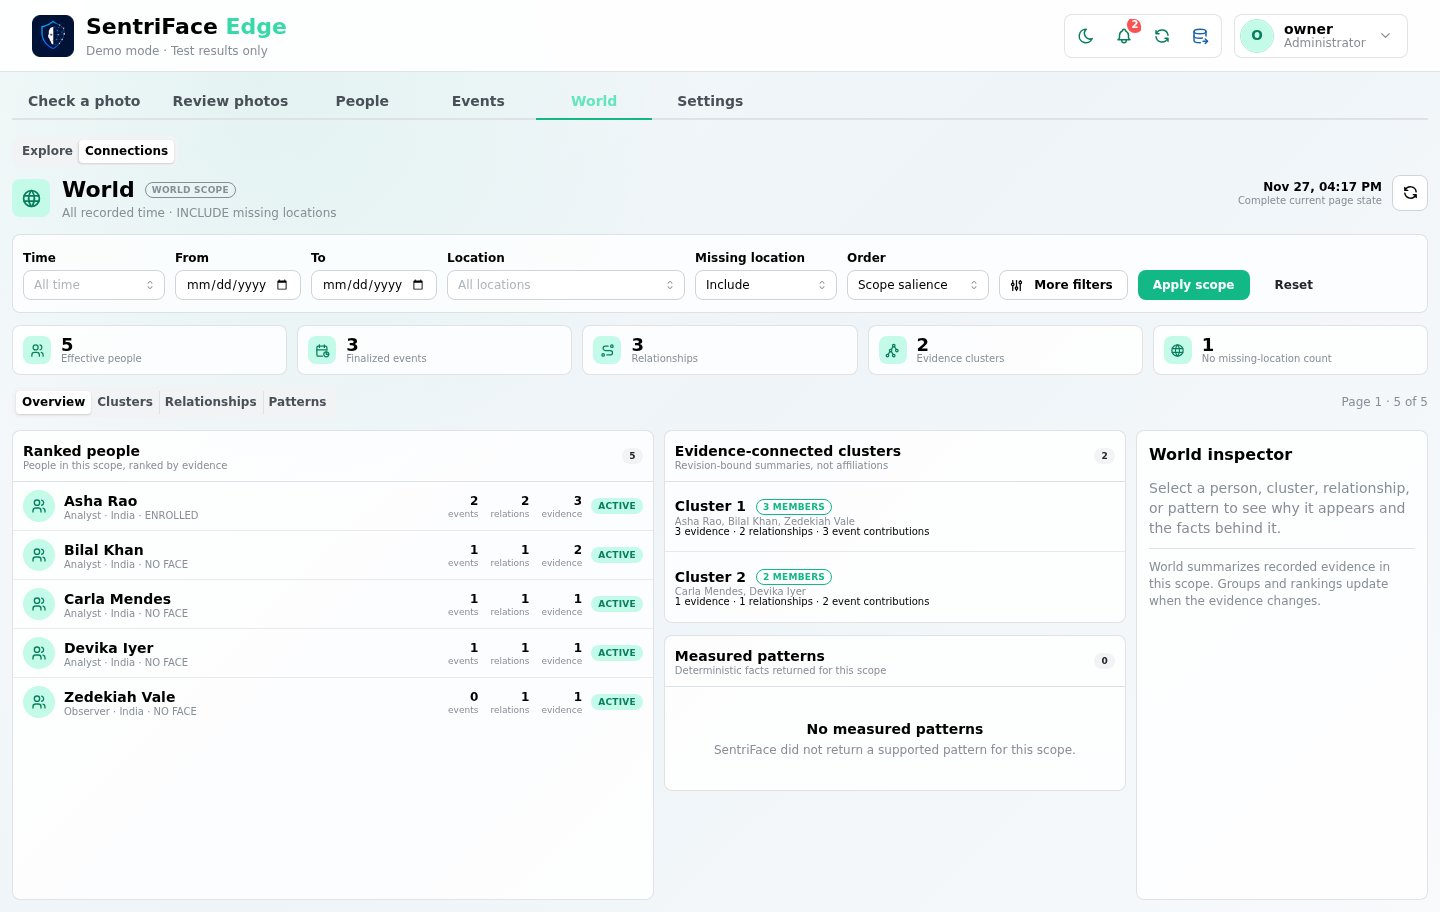 SentriFace Edge
Demo mode · Test results only
2
O
owner
Administrator
Check a photo
Review photos
People
Events
World
Settings
Explore
Connections
World
WORLD SCOPE
All recorded time · INCLUDE missing locations
Nov 27, 04:17 PM
Complete current page state
Time
From
To
Location
Missing location
Order
All time
mm/dd/yyyy
mm/dd/yyyy
All locations
Include
Scope salience
More filters
Apply scope
Reset
5
Effective people
3
Finalized events
3
Relationships
2
Evidence clusters
1
No missing-location count
Overview
Clusters
Relationships
Patterns
Page 1 · 5 of 5
Ranked people
People in this scope, ranked by evidence
5
Asha Rao
Analyst · India · ENROLLED
2 events
2 relations
3 evidence
ACTIVE
Bilal Khan
Analyst · India · NO FACE
1 events
1 relations
2 evidence
ACTIVE
Carla Mendes
Analyst · India · NO FACE
1 events
1 relations
1 evidence
ACTIVE
Devika Iyer
Analyst · India · NO FACE
1 events
1 relations
1 evidence
ACTIVE
Zedekiah Vale
Observer · India · NO FACE
0 events
1 relations
1 evidence
ACTIVE
Evidence-connected clusters
Revision-bound summaries, not affiliations
2
Cluster 1
3 MEMBERS
Asha Rao, Bilal Khan, Zedekiah Vale
3 evidence · 2 relationships · 3 event contributions
Cluster 2
2 MEMBERS
Carla Mendes, Devika Iyer
1 evidence · 1 relationships · 2 event contributions
Measured patterns
Deterministic facts returned for this scope
0
No measured patterns
SentriFace did not return a supported pattern for this scope.
World inspector
Select a person, cluster, relationship,
or pattern to see why it appears and
the facts behind it.
World summarizes recorded evidence in
this scope. Groups and rankings update
when the evidence changes.